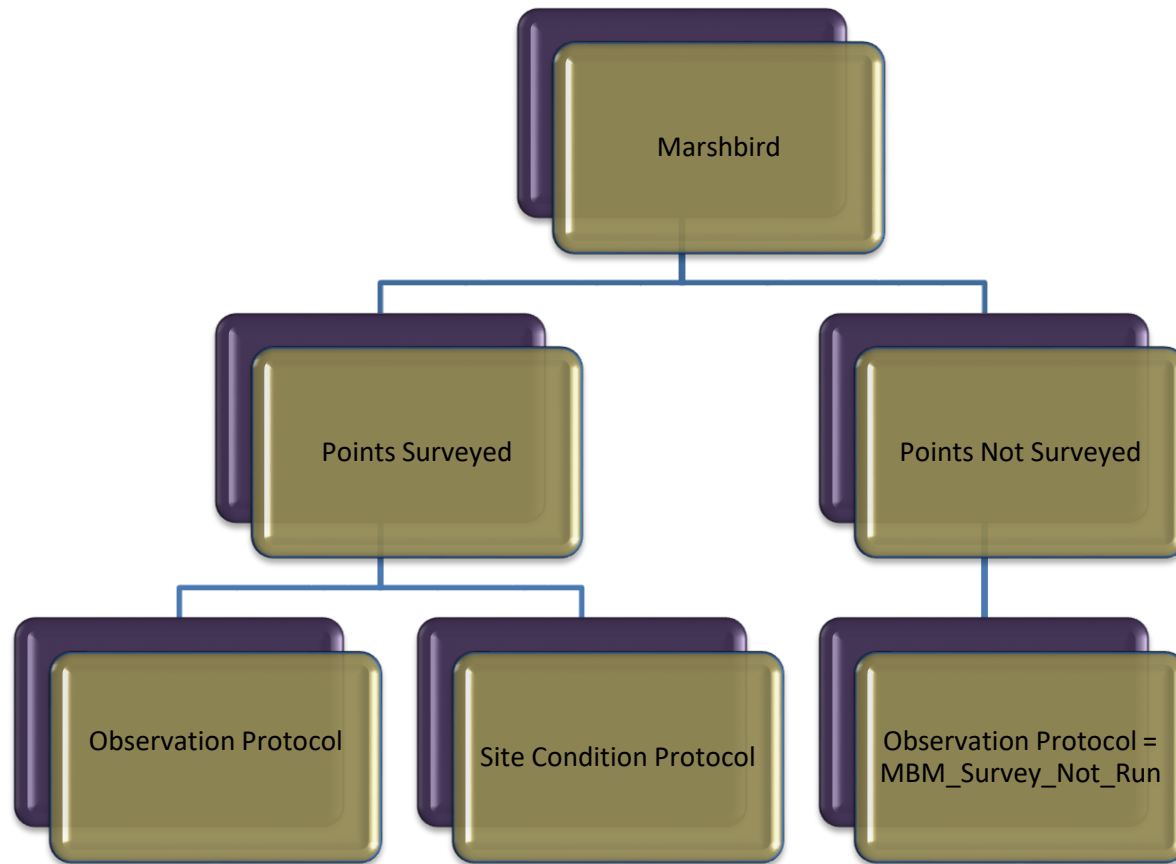 Marshbird
Points Surveyed
Points Not Surveyed
Observation Protocol
Site Condition Protocol
Observation Protocol =
MBM_Survey_Not_Run